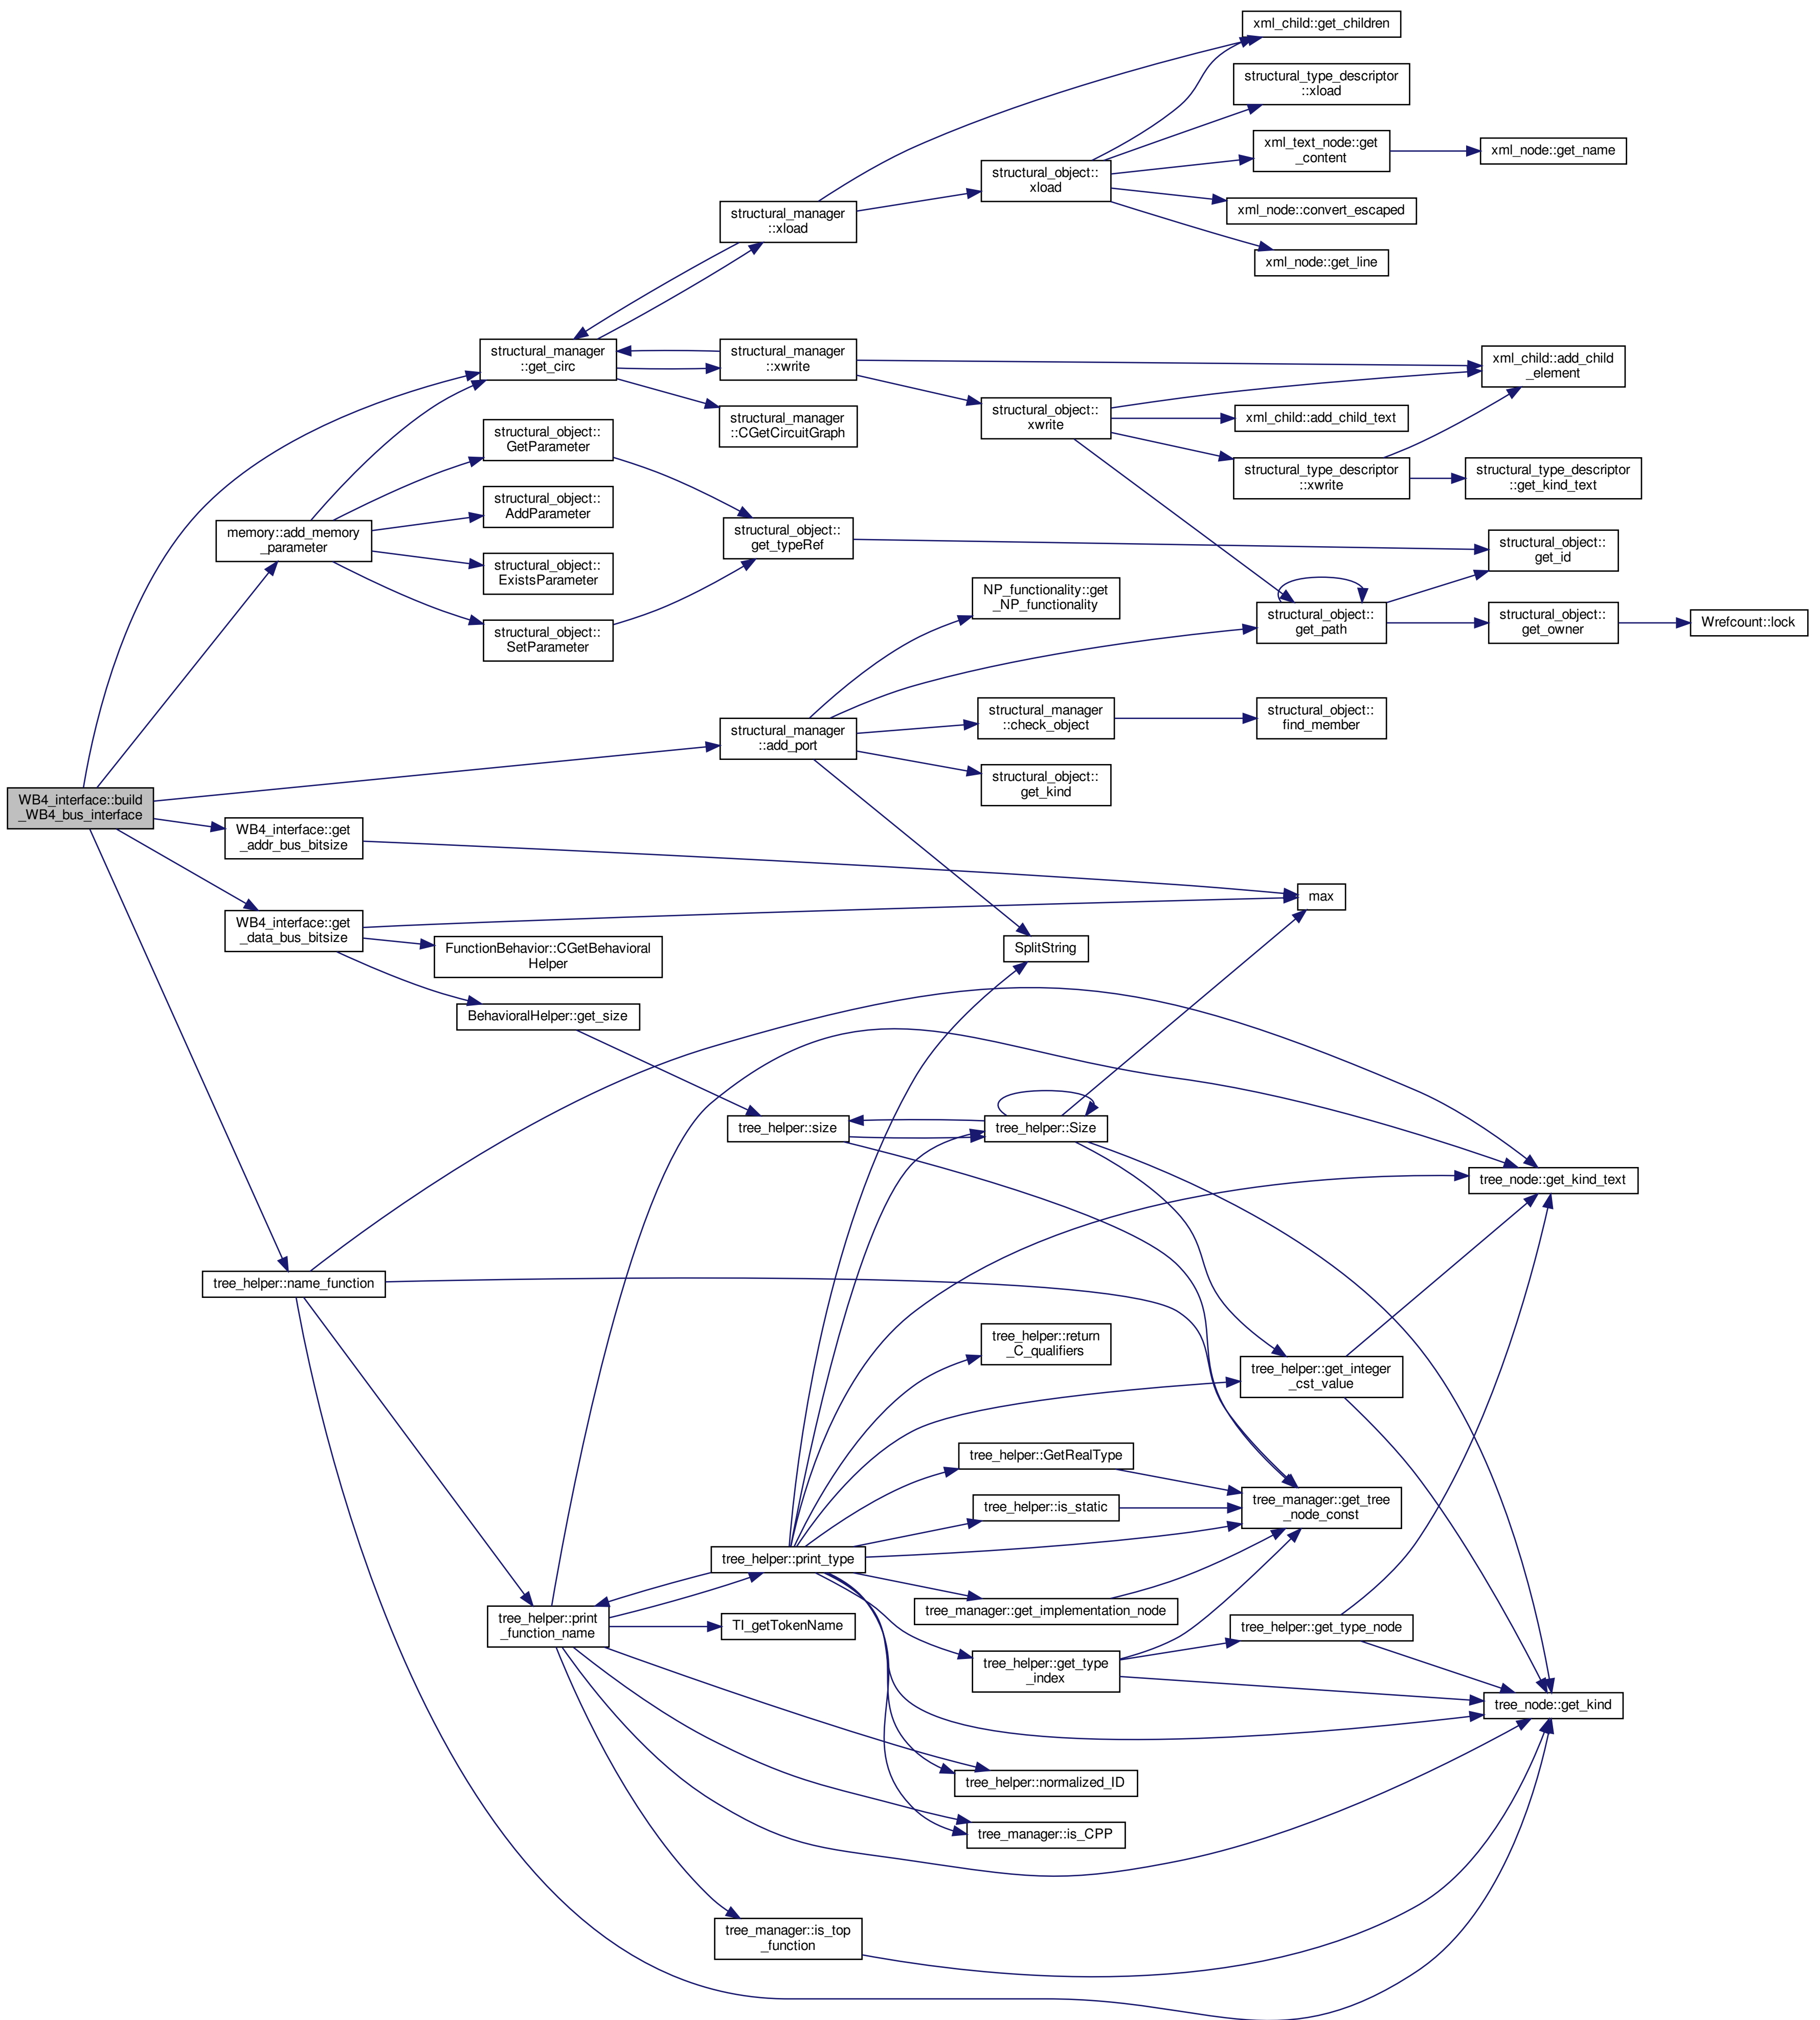 xml_child::get_children
structural_type_descriptor
::xload
xml_text_node::get
_content
xml_node::get_name
structural_object::
xload
xml_node::convert_escaped
structural_manager
::xload
xml_node::get_line
structural_manager
::get_circ
structural_manager
::xwrite
xml_child::add_child
_element
structural_manager
::CGetCircuitGraph
structural_object::
xwrite
xml_child::add_child_text
structural_type_descriptor
::xwrite
structural_type_descriptor
::get_kind_text
structural_object::
GetParameter
structural_object::
AddParameter
memory::add_memory
_parameter
structural_object::
get_typeRef
structural_object::
get_id
structural_object::
ExistsParameter
structural_object::
SetParameter
NP_functionality::get
_NP_functionality
structural_object::
get_path
structural_object::
get_owner
Wrefcount::lock
structural_manager
::check_object
structural_object::
find_member
structural_manager
::add_port
structural_object::
get_kind
WB4_interface::build
_WB4_bus_interface
WB4_interface::get
_addr_bus_bitsize
max
WB4_interface::get
_data_bus_bitsize
FunctionBehavior::CGetBehavioral
Helper
SplitString
BehavioralHelper::get_size
tree_helper::size
tree_helper::Size
tree_node::get_kind_text
tree_helper::name_function
tree_helper::return
_C_qualifiers
tree_helper::get_integer
_cst_value
tree_helper::GetRealType
tree_helper::is_static
tree_manager::get_tree
_node_const
tree_helper::print_type
tree_manager::get_implementation_node
tree_helper::print
_function_name
TI_getTokenName
tree_helper::get_type_node
tree_helper::get_type
_index
tree_node::get_kind
tree_helper::normalized_ID
tree_manager::is_CPP
tree_manager::is_top
_function